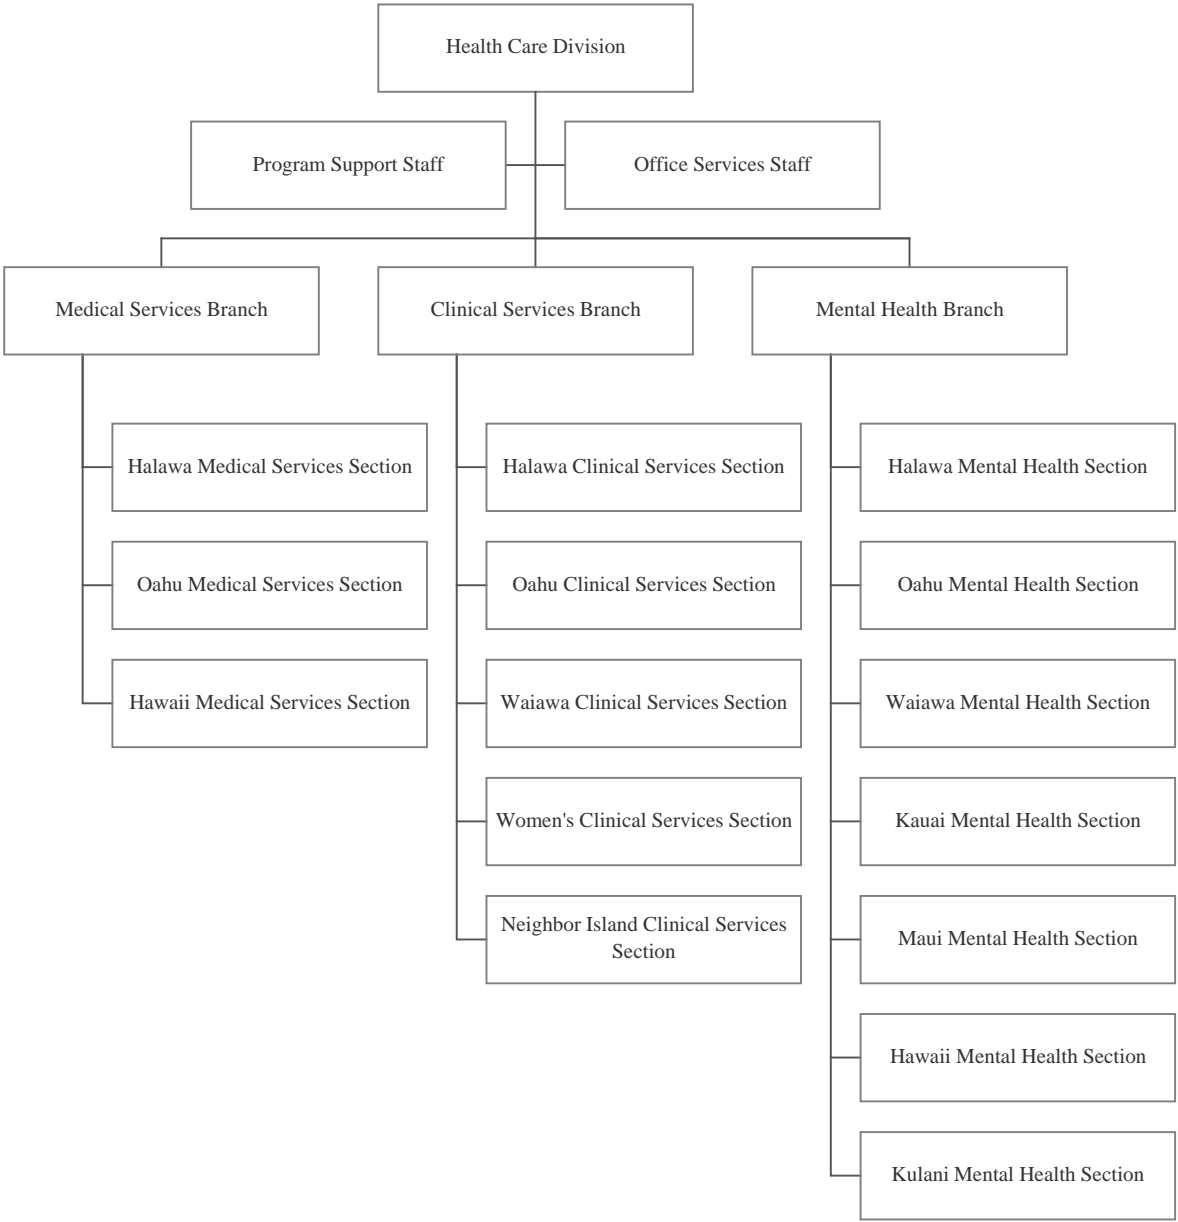 Health Care Division
Program Support Staff
Office Services Staff
Medical Services Branch
Clinical Services Branch
Mental Health Branch
Halawa Medical Services Section
Oahu Medical Services Section
Hawaii Medical Services Section
Halawa Clinical Services Section
Oahu Clinical Services Section
Waiawa Clinical Services Section
Women's Clinical Services Section
Neighbor Island Clinical Services
Section
Halawa Mental Health Section
Oahu Mental Health Section
Waiawa Mental Health Section
Kauai Mental Health Section
Maui Mental Health Section
Hawaii Mental Health Section
Kulani Mental Health Section